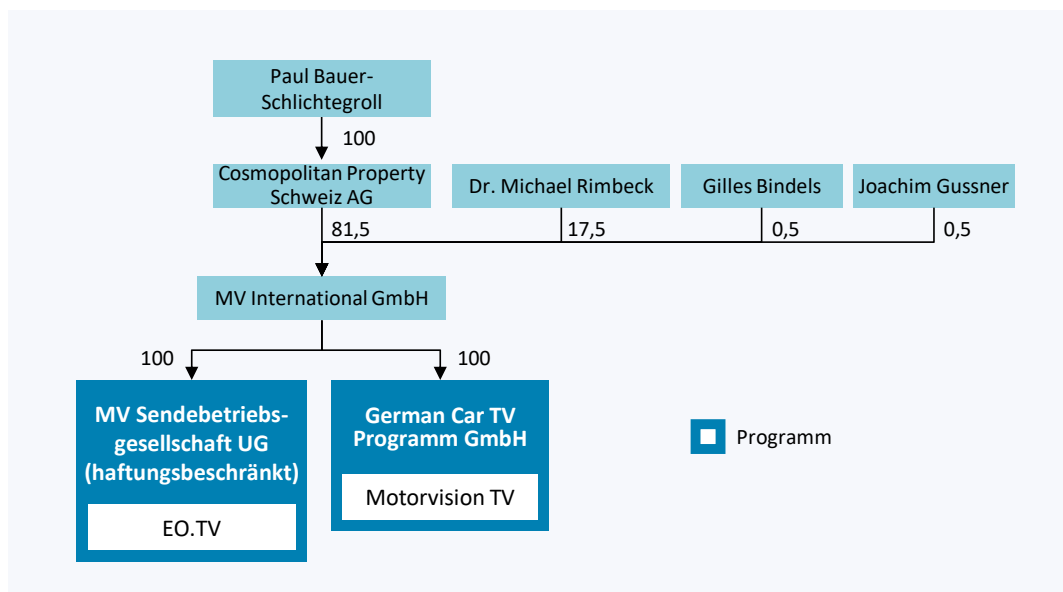 Paul Bauer-
Schlichtegroll
100
Cosmopolitan Property
Schweiz AG
Dr. Michael Rimbeck
Gilles Bindels
Joachim Gussner
81,5
17,5
0,5
0,5
MV International GmbH
100
100
MV Sendebetriebs-
gesellschaft UG
(haftungsbeschränkt)
EO.TV
German Car TV
Programm GmbH
Motorvision TV
Programm